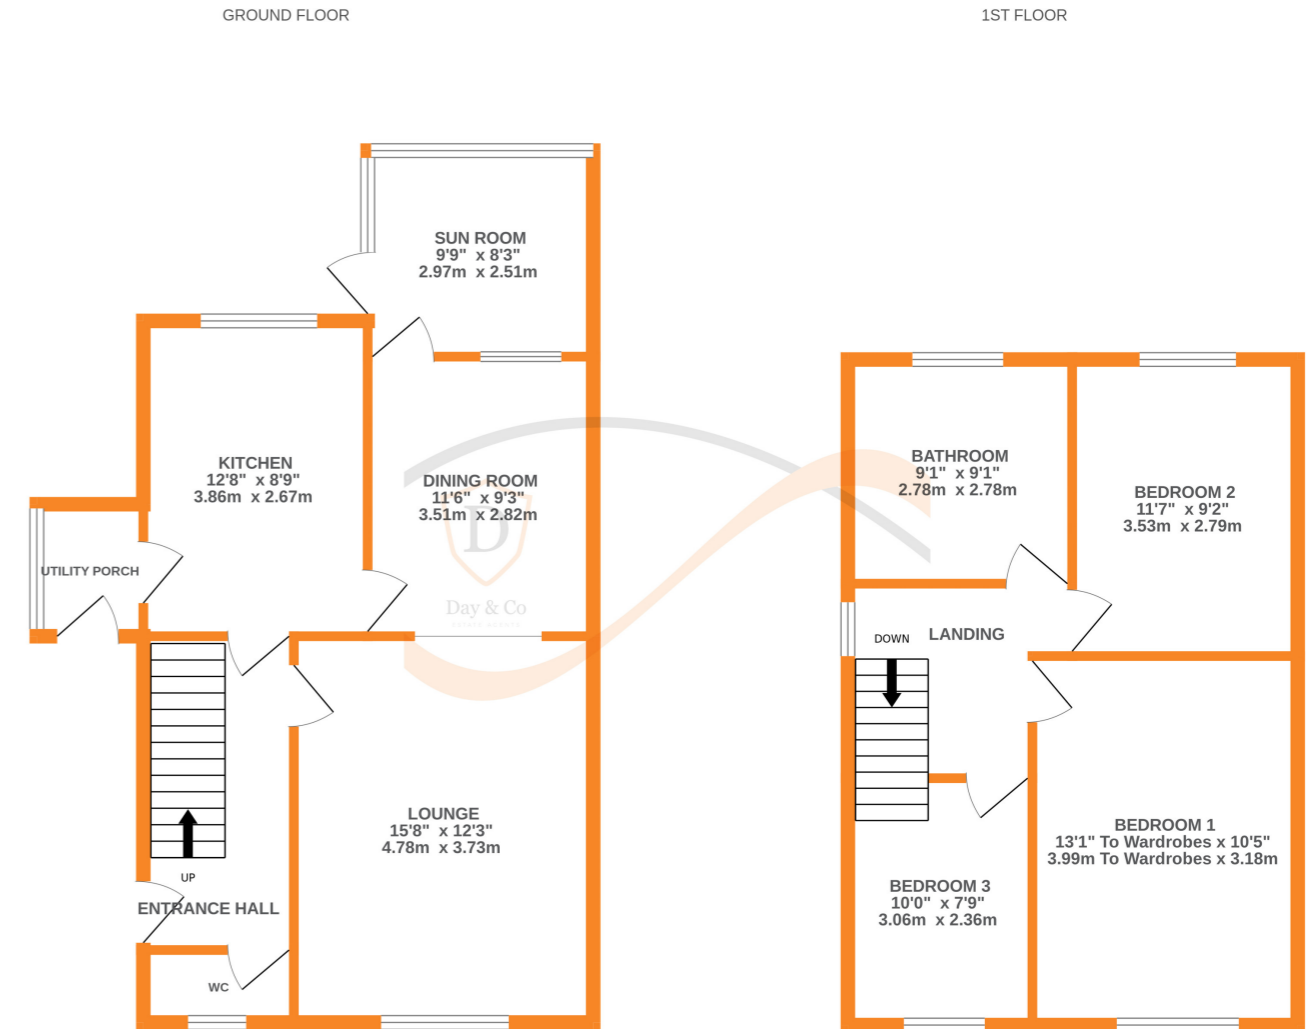 GROUND FLOOR
1ST FLOOR
SUN ROOM
9'9" x 8'3"
2.97m x 2.51m
KITCHEN
12'8" x 8'9"
3.86m x 2.67m
DINING ROOM
11'6" x 9'3"
3.51m x 2.82m
D
Day & Co
ESTATE AGENTS
UTILITY PORCH
LOUNGE
15'8" x 12'3"
4.78m x 3.73m
UP
ENTRANCE HALL
WC
BATHROOM
9'1" x 9'1"
2.78m x 2.78m
BEDROOM 2
11'7" x 9'2"
3.53m x 2.79m
DOWN
LANDING
BEDROOM 1
13'1" To Wardrobes x 10'5"
3.99m To Wardrobes x 3.18m
BEDROOM 3
10'0" x 7'9"
3.06m x 2.36m